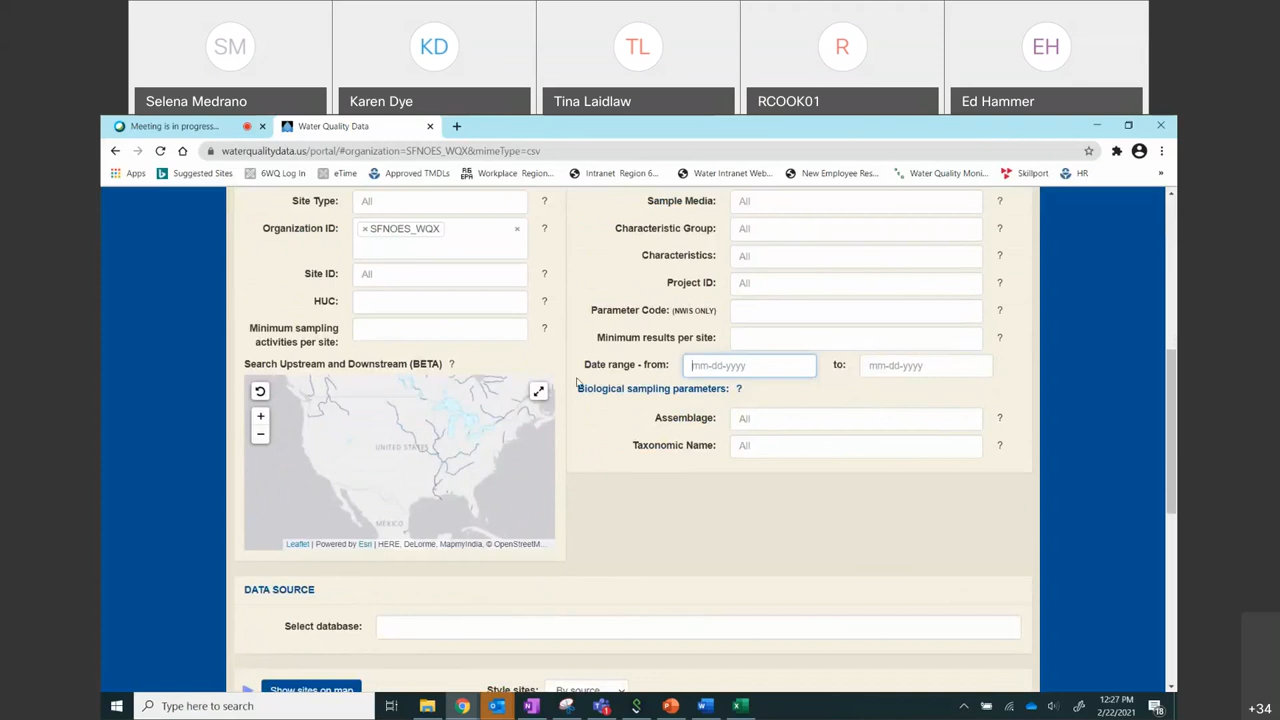 SM KD TL R EH
Selena Medrano Karen Dye Tina Laidlaw RCOOK01 Ed Hammer
Meeting is in progress... Water Quality Data
waterqualitydata.us/portal/#organization=SFNOES_WQX&mimeType=csv
Apps Suggested Sites 6WQ Log In eTime Approved TMDLs Workplace Region... Intranet Region 6... Water Intranet Web... New Employee Res... Water Quality Moni... Skillport HR »
Site Type: All ? Sample Media: All ?
Organization ID: × SFNOES_WQX × ? Characteristic Group: All ?
Characteristics: All ?
Site ID: All ? Project ID: All ?
HUC: ? Parameter Code: (NWIS ONLY) ?
Minimum sampling
activities per site: ? Minimum results per site: ?
Search Upstream and Downstream (BETA) ? Date range - from: mm-dd-yyyy to: mm-dd-yyyy
Biological sampling parameters: ?
+ Assemblage: All ?
− UNITED STATES Taxonomic Name: All ?
MÉXICO
Leaflet | Powered by Esri | HERE, DeLorme, MapmyIndia, © OpenStreetM...
DATA SOURCE
Select database:
Show sites on map Style sites: By source
Type here to search 12:27 PM
2/22/2021 18
+34